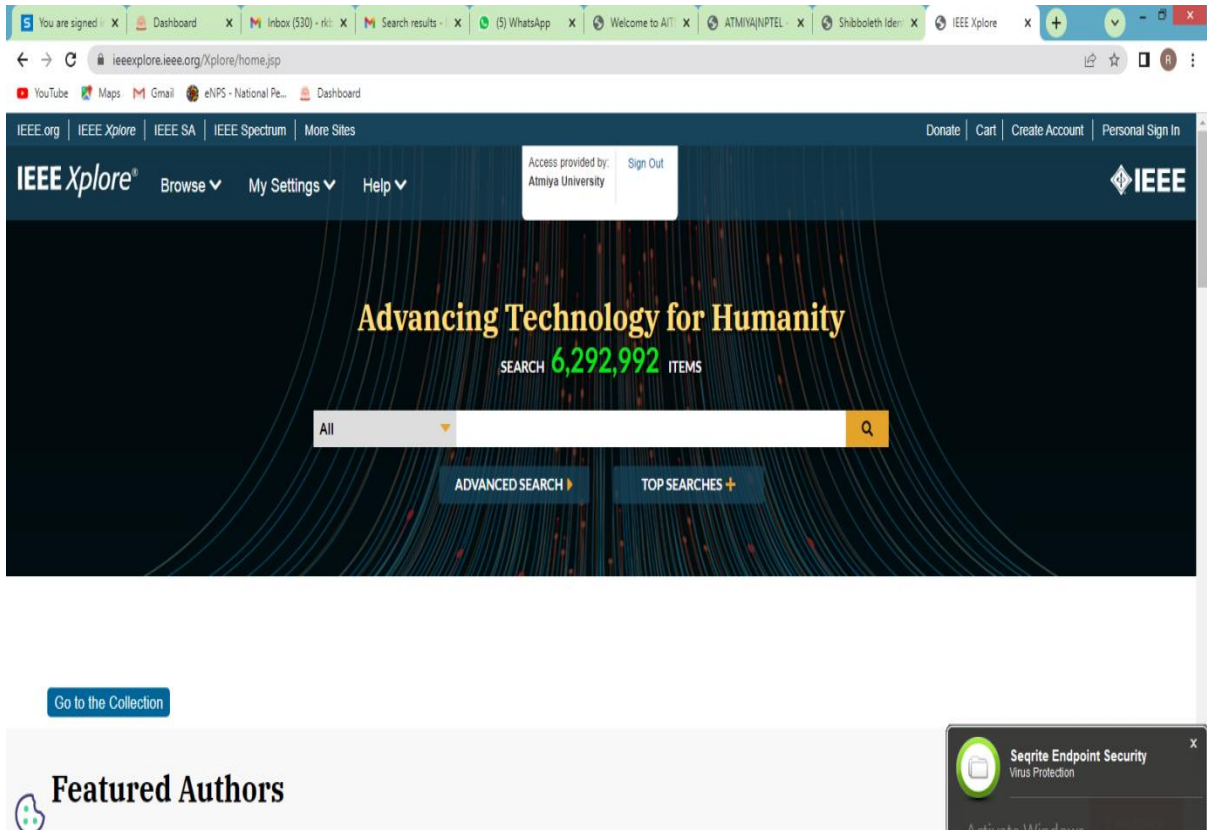 You are signed i Dashboard Inbox (530) - rkb Search results - (5) WhatsApp Welcome to AIT ATMIYA|NPTEL - Shibboleth Iden IEEE Xplore
ieeexplore.ieee.org/Xplore/home.jsp
YouTube Maps Gmail eNPS - National Pe... Dashboard
IEEE.org IEEE Xplore IEEE SA IEEE Spectrum More Sites Donate Cart Create Account Personal Sign In
IEEE Xplore® Browse My Settings Help Access provided by: Sign Out IEEE
Atmiya University
Advancing Technology for Humanity
SEARCH 6,292,992 ITEMS
All
ADVANCED SEARCH TOP SEARCHES +
Go to the Collection
Featured Authors
Seqrite Endpoint Security
Virus Protection
Activate Windows